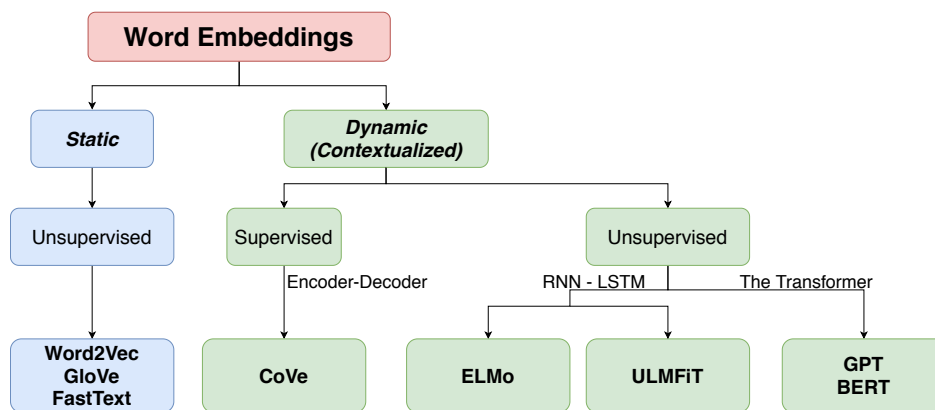 Word Embeddings
Static
Dynamic
(Contextualized)
Unsupervised
Supervised
Unsupervised
Encoder-Decoder
RNN - LSTM
The Transformer
Word2Vec
GloVe
FastText
CoVe
ELMo
ULMFiT
GPT
BERT